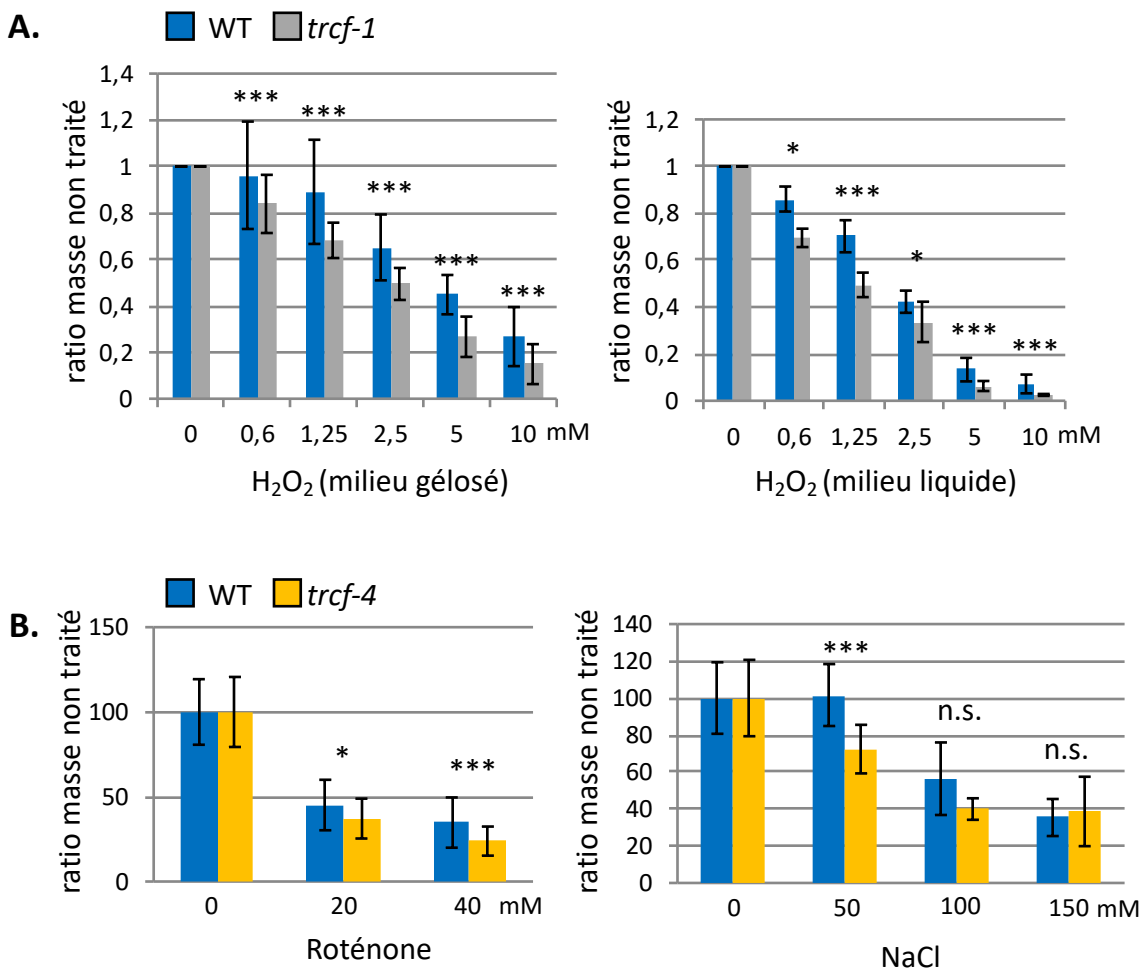 A.
WT trcf-1
ratio masse non traité
1,4
1,2
1
0,8
0,6
0,4
0,2
0
*** *** *** *** ***
0 0,6 1,25 2,5 5 10 mM
H₂O₂ (milieu gélosé)
ratio masse non traité
1,2
1
0,8
0,6
0,4
0,2
0
* *** * *** ***
0 0,6 1,25 2,5 5 10 mM
H₂O₂ (milieu liquide)
B.
WT trcf-4
ratio masse non traité
150
100
50
0
* ***
0 20 40 mM
Roténone
ratio masse non traité
140
120
100
80
60
40
20
0
*** n.s. n.s.
0 50 100 150 mM
NaCl